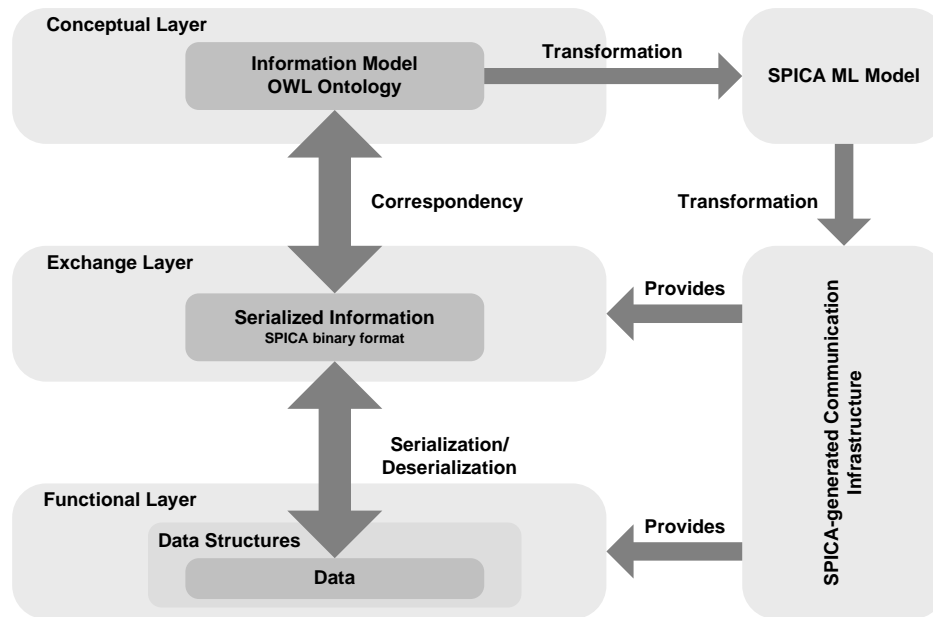 Conceptual Layer
Information Model
OWL Ontology
Transformation
SPICA ML Model
Correspondency
Transformation
Exchange Layer
Serialized Information
SPICA binary format
Provides
SPICA-generated Communication
Infrastructure
Serialization/
Deserialization
Functional Layer
Data Structures
Data
Provides